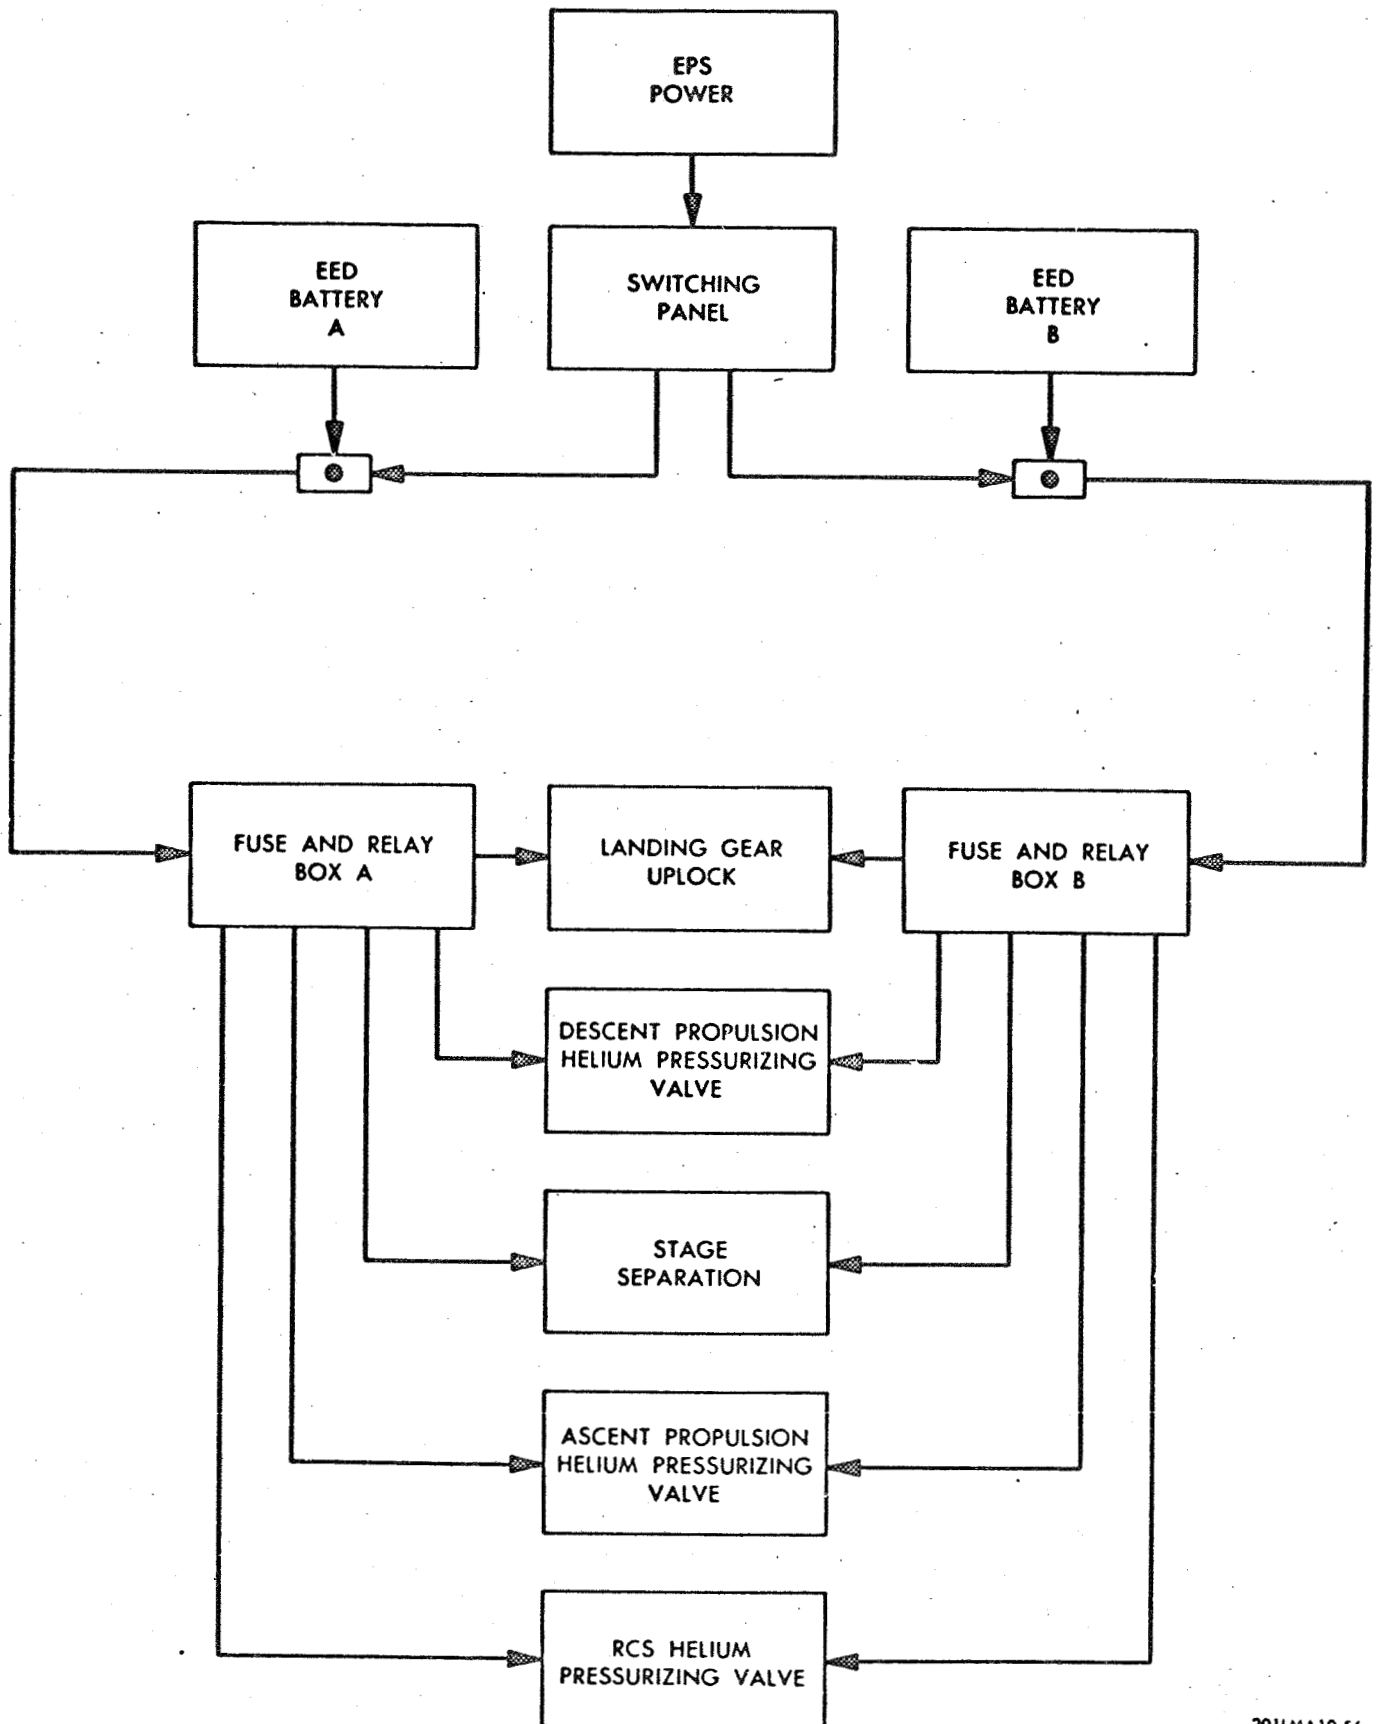 EPS
POWER
EED
BATTERY
A
SWITCHING
PANEL
EED
BATTERY
B
FUSE AND RELAY
BOX A
LANDING GEAR
UPLOCK
FUSE AND RELAY
BOX B
DESCENT PROPULSION
HELIUM PRESSURIZING
VALVE
STAGE
SEPARATION
ASCENT PROPULSION
HELIUM PRESSURIZING
VALVE
RCS HELIUM
PRESSURIZING VALVE